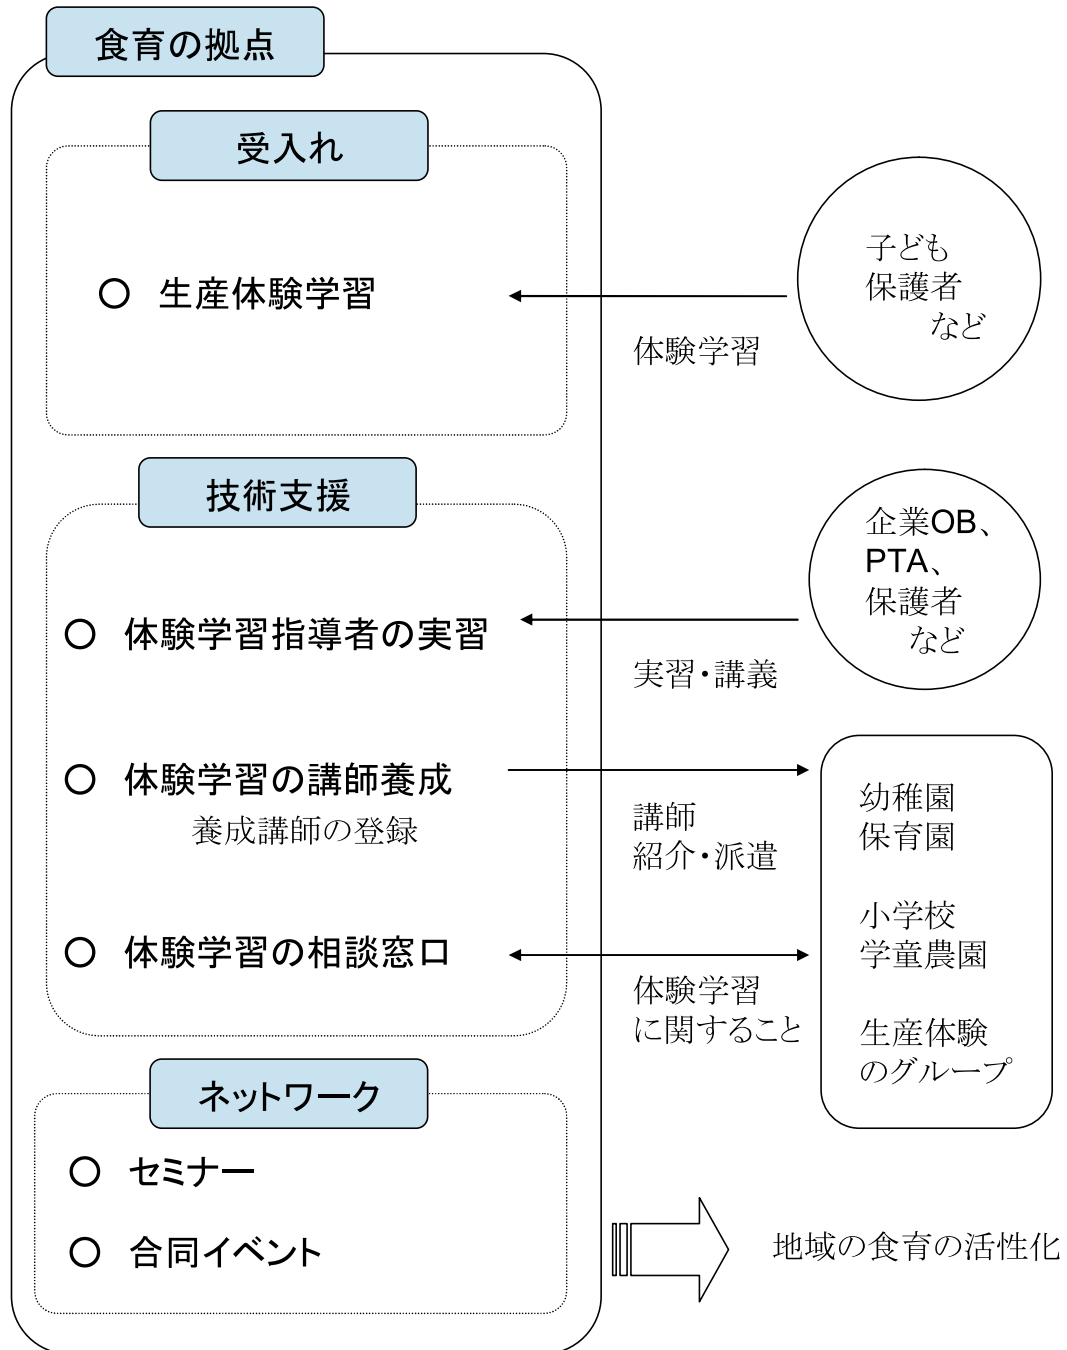 食育の拠点
受入れ
○ 生産体験学習
体験学習
子ども
保護者
など
技術支援
○ 体験学習指導者の実習
実習・講義
企業OB、
PTA、
保護者
など
○ 体験学習の講師養成
養成講師の登録
講師
紹介・派遣
○ 体験学習の相談窓口
体験学習
に関すること
幼稚園
保育園
小学校
学童農園
生産体験
のグループ
ネットワーク
○ セミナー
○ 合同イベント
地域の食育の活性化